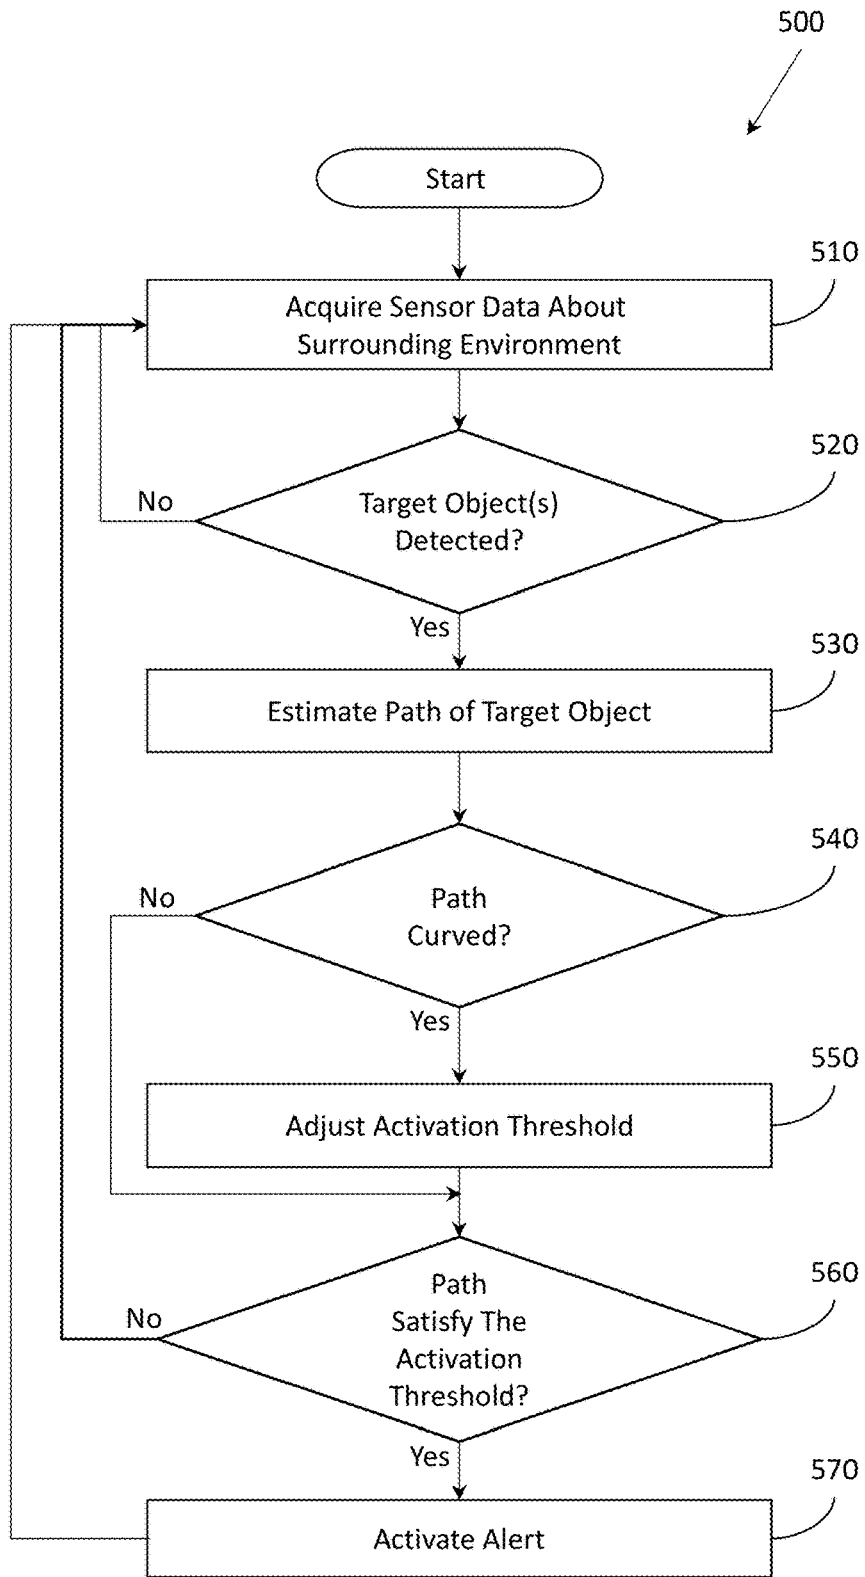 500
Start
510
Acquire Sensor Data About
Surrounding Environment
520
No
Target Object(s)
Detected?
Yes
530
Estimate Path of Target Object
540
No
Path
Curved?
Yes
550
Adjust Activation Threshold
560
No
Path
Satisfy The
Activation
Threshold?
Yes
570
Activate Alert